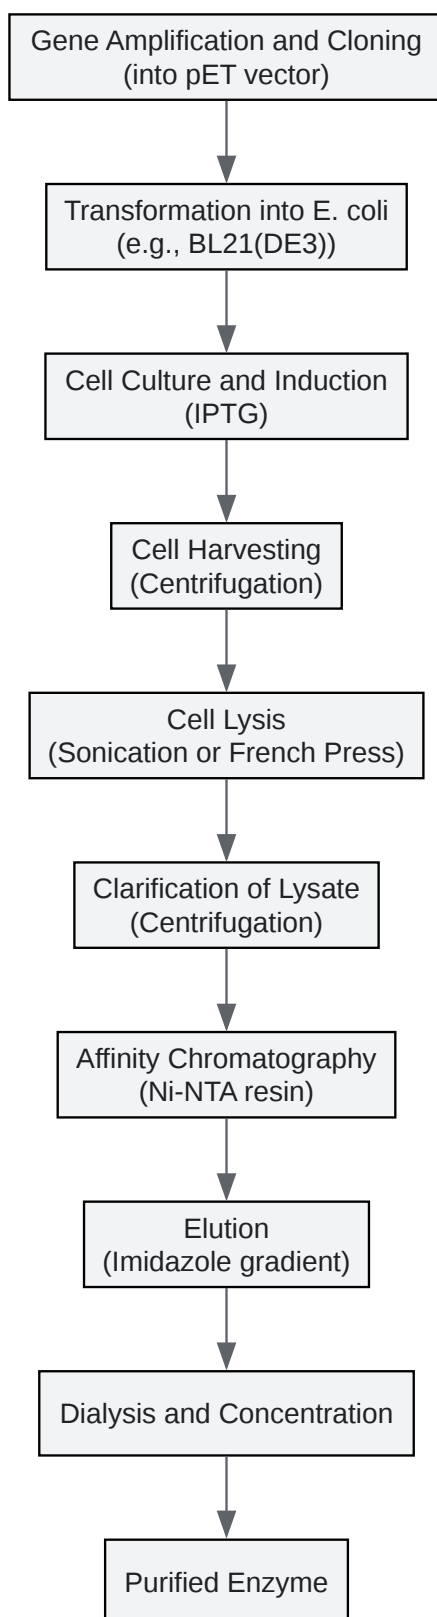 Gene Amplification and Cloning
(into pET vector)
Transformation into E. coli
(e.g., BL21(DE3))
Cell Culture and Induction
(IPTG)
Cell Harvesting
(Centrifugation)
Cell Lysis
(Sonication or French Press)
Clarification of Lysate
(Centrifugation)
Affinity Chromatography
(Ni-NTA resin)
Elution
(Imidazole gradient)
Dialysis and Concentration
Purified Enzyme